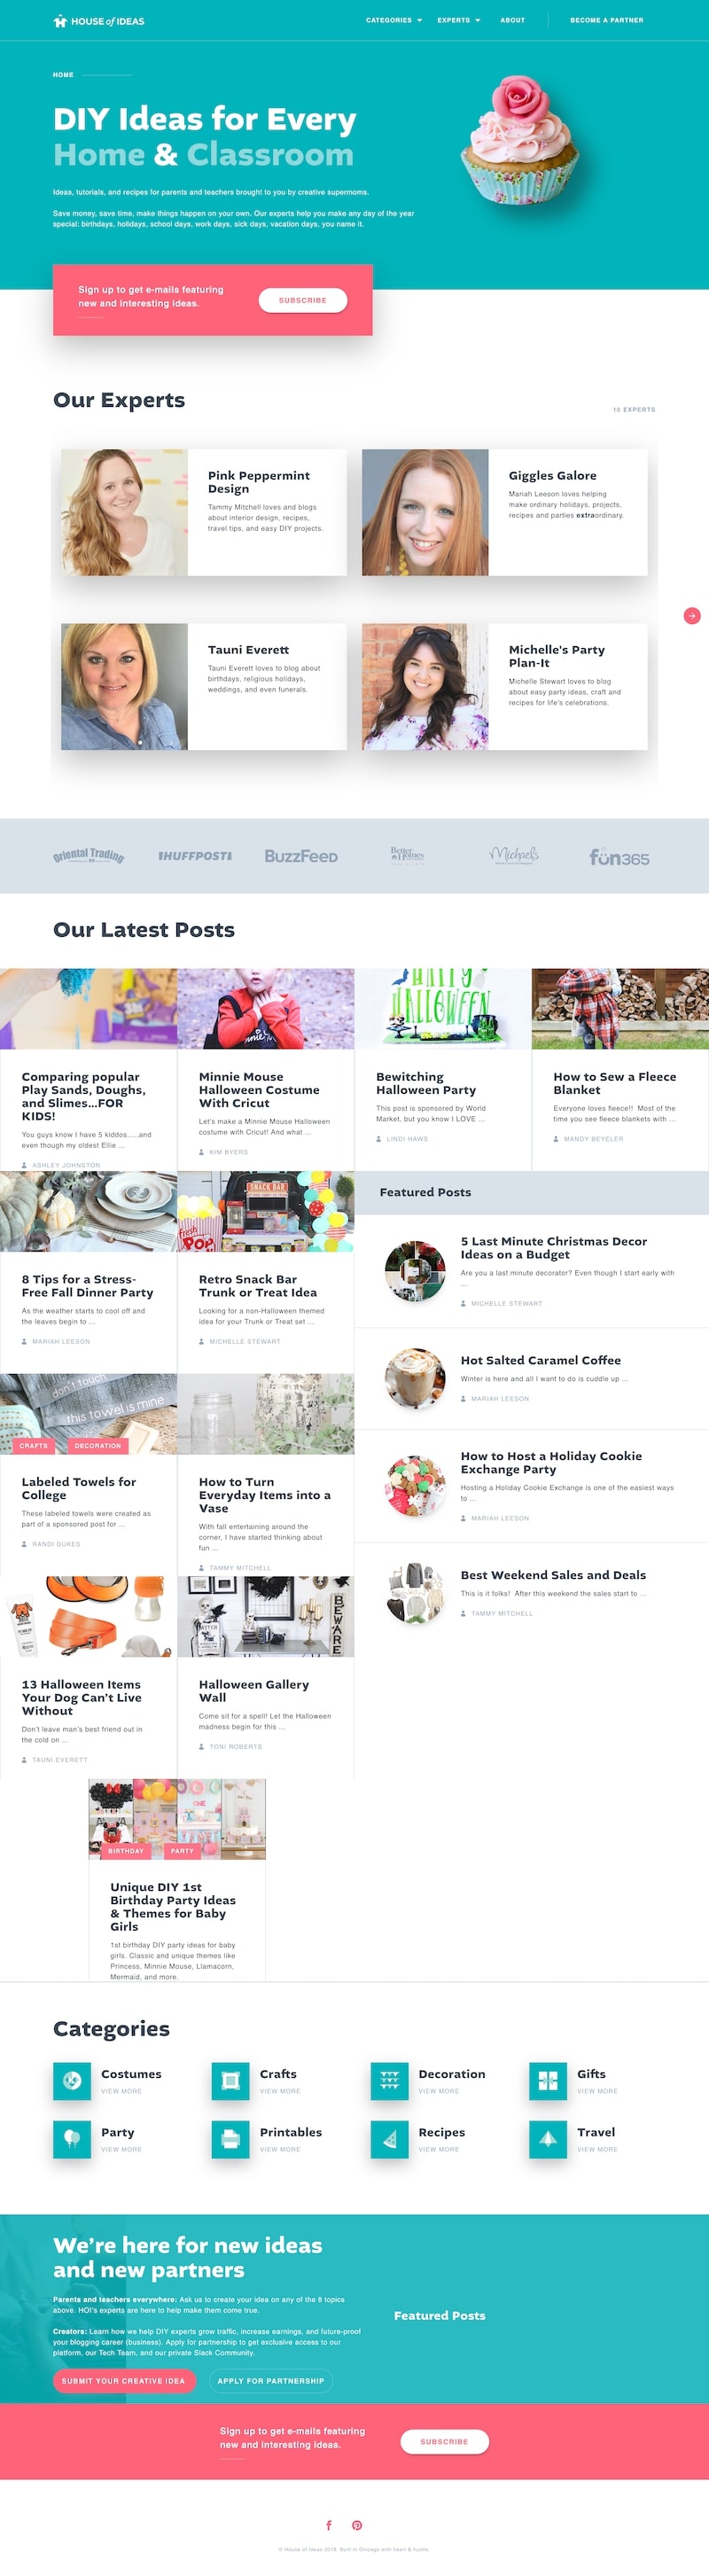 HOUSE of IDEAS
CATEGORIES
EXPERTS
ABOUT
BECOME A PARTNER
HOME
DIY Ideas for Every
Home & Classroom
Ideas, tutorials, and recipes for parents and teachers brought to you by creative supermoms.
Save money, save time, make things happen on your own. Our experts help you make any day of the year
special: birthdays, holidays, school days, work days, sick days, vacation days, you name it.
Sign up to get e-mails featuring
new and interesting ideas.
SUBSCRIBE
Our Experts
10 EXPERTS
Pink Peppermint
Design
Tammy Mitchell loves and blogs
about interior design, recipes,
travel tips, and easy DIY projects.
Giggles Galore
Mariah Leeson loves helping
make ordinary holidays, projects,
recipes and parties extraordinary.
Tauni Everett
Tauni Everett loves to blog about
birthdays, religious holidays,
weddings, and even funerals.
Michelle's Party
Plan-It
Michelle Stewart loves to blog
about easy party ideas, craft and
recipes for life's celebrations.
Oriental Trading
HUFFPOST
BuzzFeed
Better Homes
Michaels
fun365
Our Latest Posts
HAPPY
HALLOWEEN
Comparing popular
Play Sands, Doughs,
and Slimes...FOR
KIDS!
You guys know I have 5 kiddos.....and
even though my oldest Ellie ...
ASHLEY JOHNSTON
Minnie Mouse
Halloween Costume
With Cricut
Let's make a Minnie Mouse Halloween
costume with Cricut! And what ...
KIM BYERS
Bewitching
Halloween Party
This post is sponsored by World
Market, but you know I LOVE ...
LINDI HAWS
How to Sew a Fleece
Blanket
Everyone loves fleece!! Most of the
time you see fleece blankets with ...
MANDY BEYELER
SNACK BAR
fresh
POP
8 Tips for a Stress-
Free Fall Dinner Party
As the weather starts to cool off and
the leaves begin to ...
MARIAH LEESON
Retro Snack Bar
Trunk or Treat Idea
Looking for a non-Halloween themed
idea for your Trunk or Treat set ...
MICHELLE STEWART
Featured Posts
5 Last Minute Christmas Decor
Ideas on a Budget
Are you a last minute decorator? Even though I start early with
...
MICHELLE STEWART
Hot Salted Caramel Coffee
Winter is here and all I want to do is cuddle up ...
MARIAH LEESON
How to Host a Holiday Cookie
Exchange Party
Hosting a Holiday Cookie Exchange is one of the easiest ways
to ...
MARIAH LEESON
Best Weekend Sales and Deals
This is it folks! After this weekend the sales start to ...
TAMMY MITCHELL
don't touch
this towel is mine
CRAFTS
DECORATION
Labeled Towels for
College
These labeled towels were created as
part of a sponsored post for ...
RANDI DUKES
How to Turn
Everyday Items into a
Vase
With fall entertaining around the
corner, I have started thinking about
fun ...
TAMMY MITCHELL
WITCH
BEWARE
13 Halloween Items
Your Dog Can't Live
Without
Don't leave man's best friend out in
the cold on ...
TAUNI EVERETT
Halloween Gallery
Wall
Come sit for a spell! Let the Halloween
madness begin for this ...
TONI ROBERTS
ONE
BIRTHDAY
PARTY
Unique DIY 1st
Birthday Party Ideas
& Themes for Baby
Girls
1st birthday DIY party ideas for baby
girls. Classic and unique themes like
Princess, Minnie Mouse, Llamacorn,
Mermaid, and more.
Categories
Costumes
VIEW MORE
Crafts
VIEW MORE
Decoration
VIEW MORE
Gifts
VIEW MORE
Party
VIEW MORE
Printables
VIEW MORE
Recipes
VIEW MORE
Travel
VIEW MORE
We're here for new ideas
and new partners
Parents and teachers everywhere: Ask us to create your idea on any of the 8 topics
above. HOI's experts are here to help make them come true.
Creators: Learn how we help DIY experts grow traffic, increase earnings, and future-proof
your blogging career (business). Apply for partnership to get exclusive access to our
platform, our Tech Team, and our private Slack Community.
SUBMIT YOUR CREATIVE IDEA
APPLY FOR PARTNERSHIP
Featured Posts
Sign up to get e-mails featuring
new and interesting ideas.
SUBSCRIBE
© House of Ideas 2018. Built in Chicago with heart & hustle.